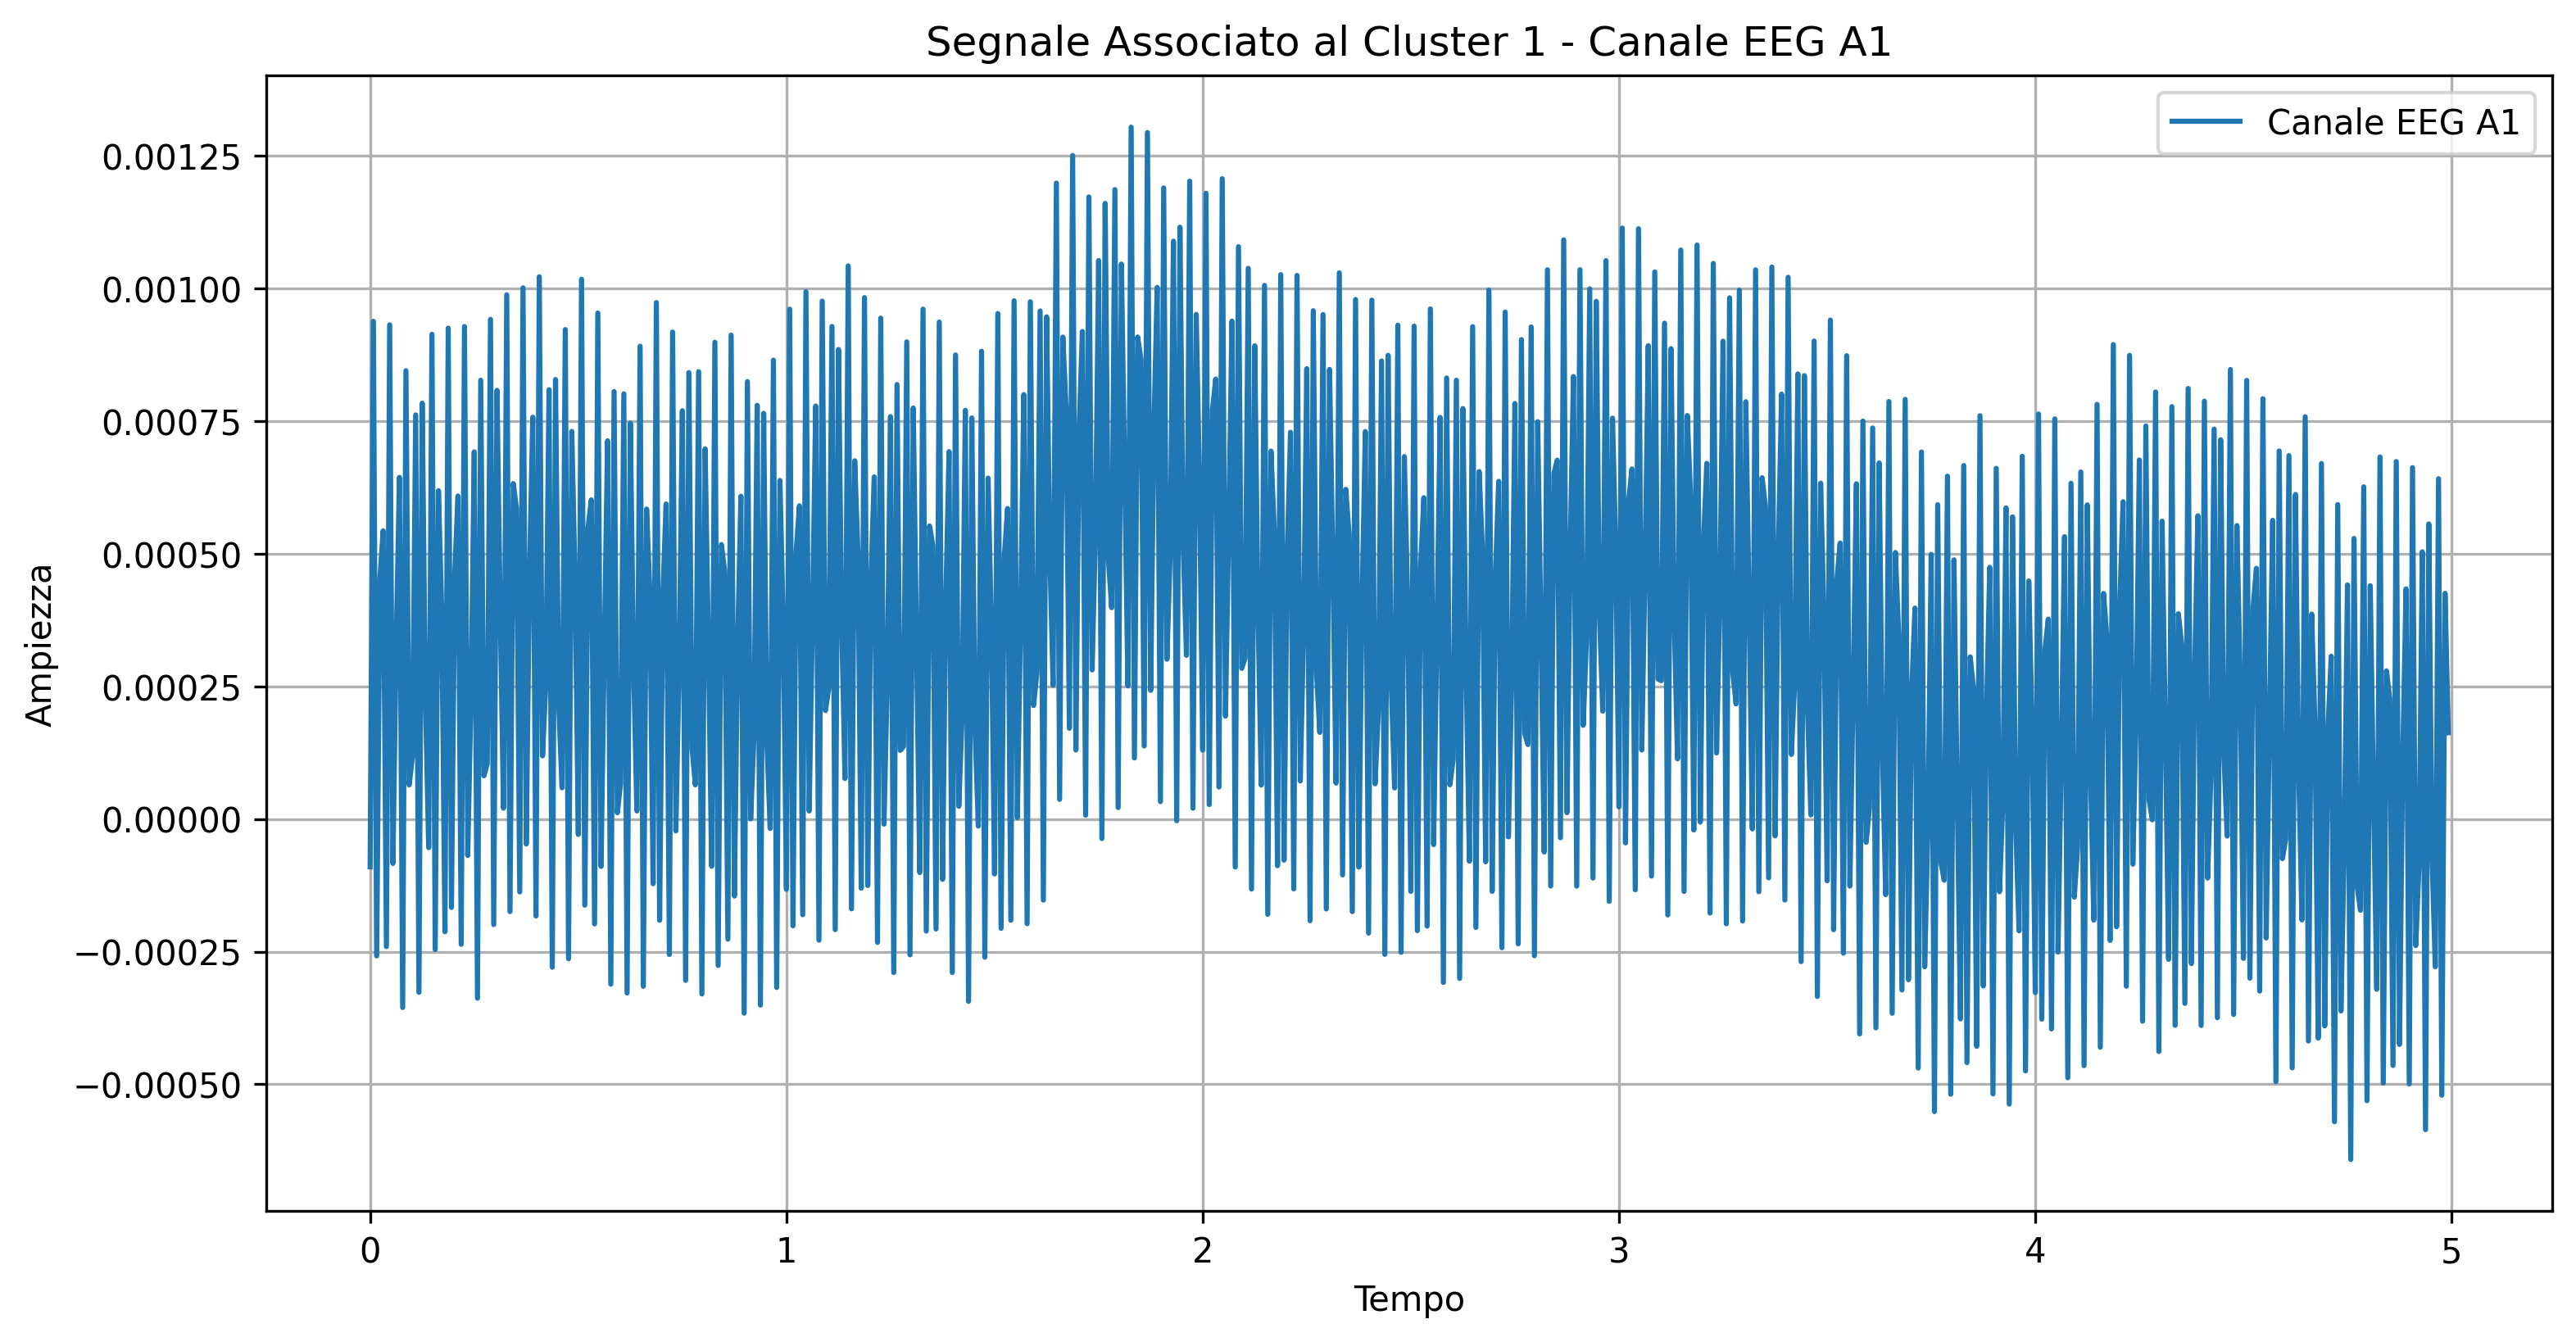 Segnale Associato al Cluster 1 - Canale EEG A1
Canale EEG A1
Ampiezza
0.00125
0.00100
0.00075
0.00050
0.00025
0.00000
−0.00025
−0.00050
0 1 2 3 4 5
Tempo